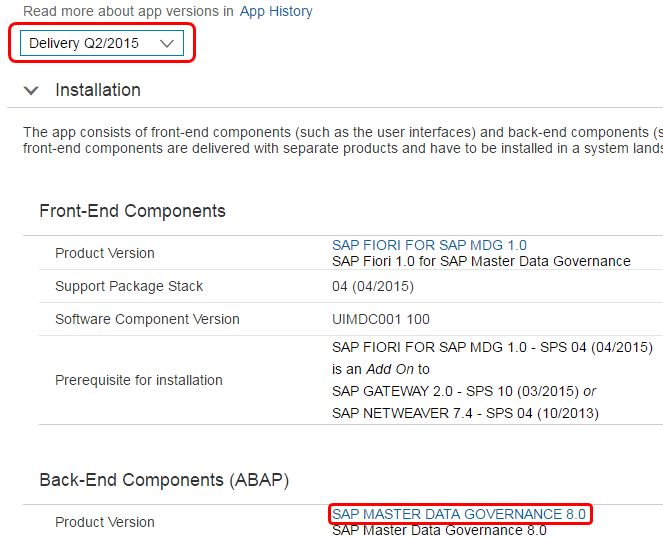 Read more about app versions in App History
Delivery Q2/2015
Installation
The app consists of front-end components (such as the user interfaces) and back-end components (s
front-end components are delivered with separate products and have to be installed in a system lands
Front-End Components
Product Version
SAP FIORI FOR SAP MDG 1.0
SAP Fiori 1.0 for SAP Master Data Governance
Support Package Stack
04 (04/2015)
Software Component Version
UIMDC001 100
Prerequisite for installation
SAP FIORI FOR SAP MDG 1.0 - SPS 04 (04/2015)
is an Add On to
SAP GATEWAY 2.0 - SPS 10 (03/2015) or
SAP NETWEAVER 7.4 - SPS 04 (10/2013)
Back-End Components (ABAP)
Product Version
SAP MASTER DATA GOVERNANCE 8.0
SAP Master Data Governance 8.0